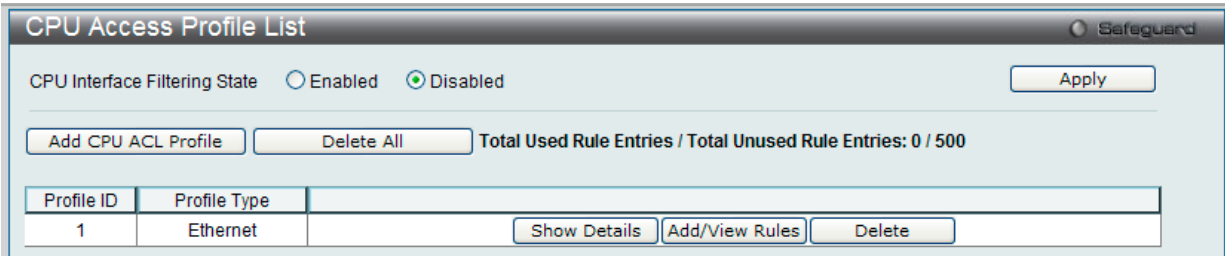 CPU Access Profile List
Safeguard
CPU Interface Filtering State Enabled Disabled Apply
Add CPU ACL Profile Delete All Total Used Rule Entries / Total Unused Rule Entries: 0 / 500
Profile ID Profile Type
1 Ethernet Show Details Add/View Rules Delete